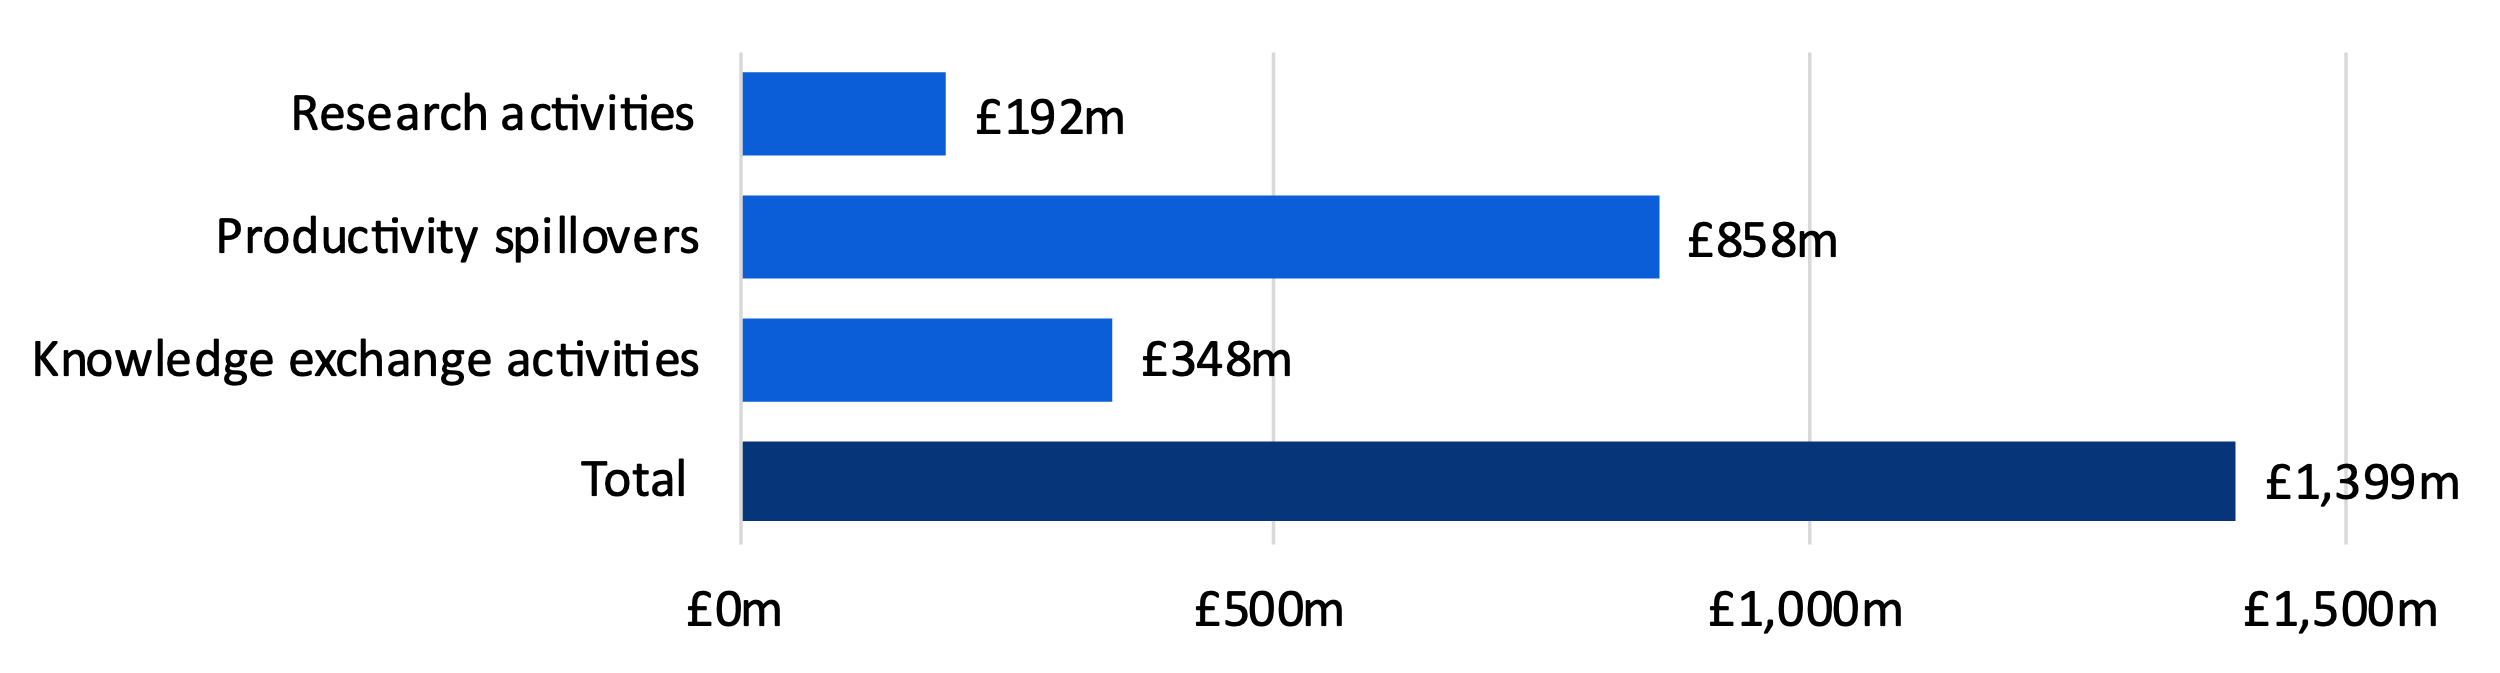 Research activities £192m
Productivity spillovers £858m
Knowledge exchange activities £348m
Total £1,399m
£0m £500m £1,000m £1,500m